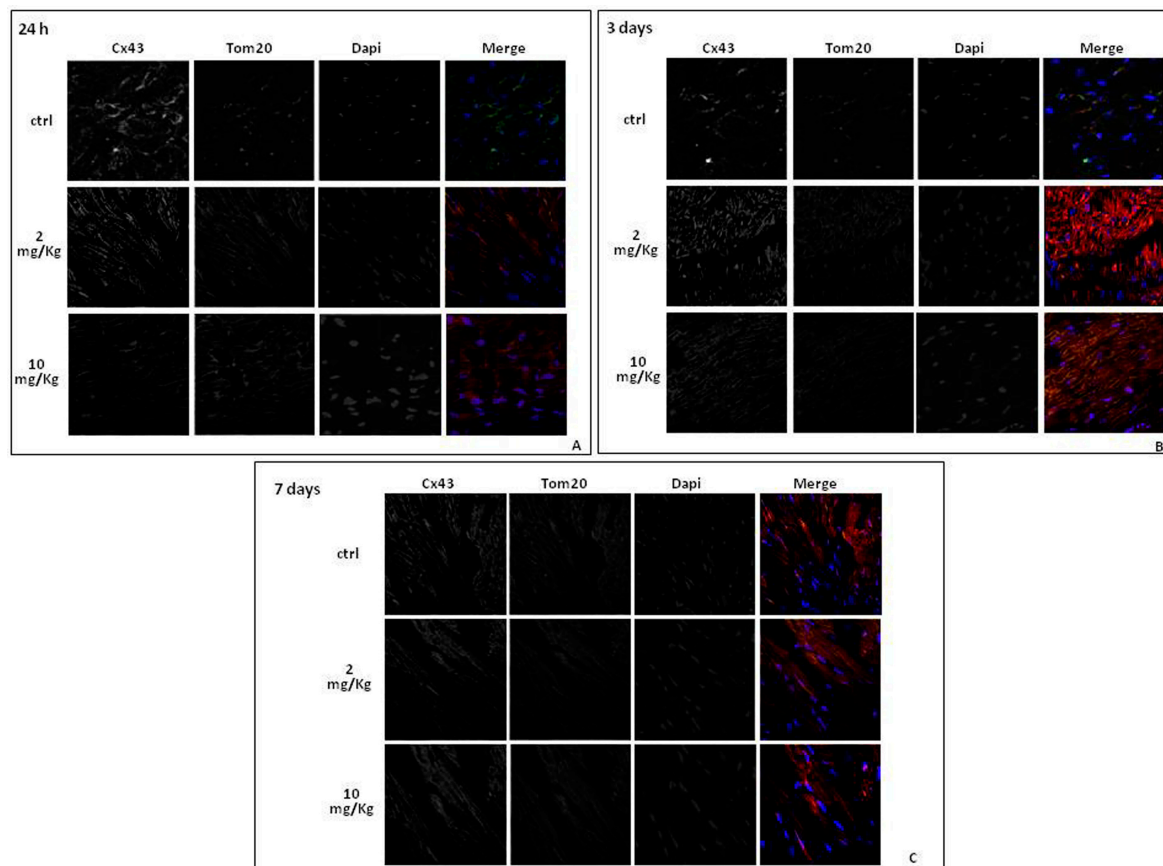 24 h
Cx43 Tom20 Dapi Merge
ctrl
2
mg/Kg
10
mg/Kg
A
3 days
Cx43 Tom20 Dapi Merge
ctrl
2
mg/Kg
10
mg/Kg
B
7 days
Cx43 Tom20 Dapi Merge
ctrl
2
mg/Kg
10
mg/Kg
C